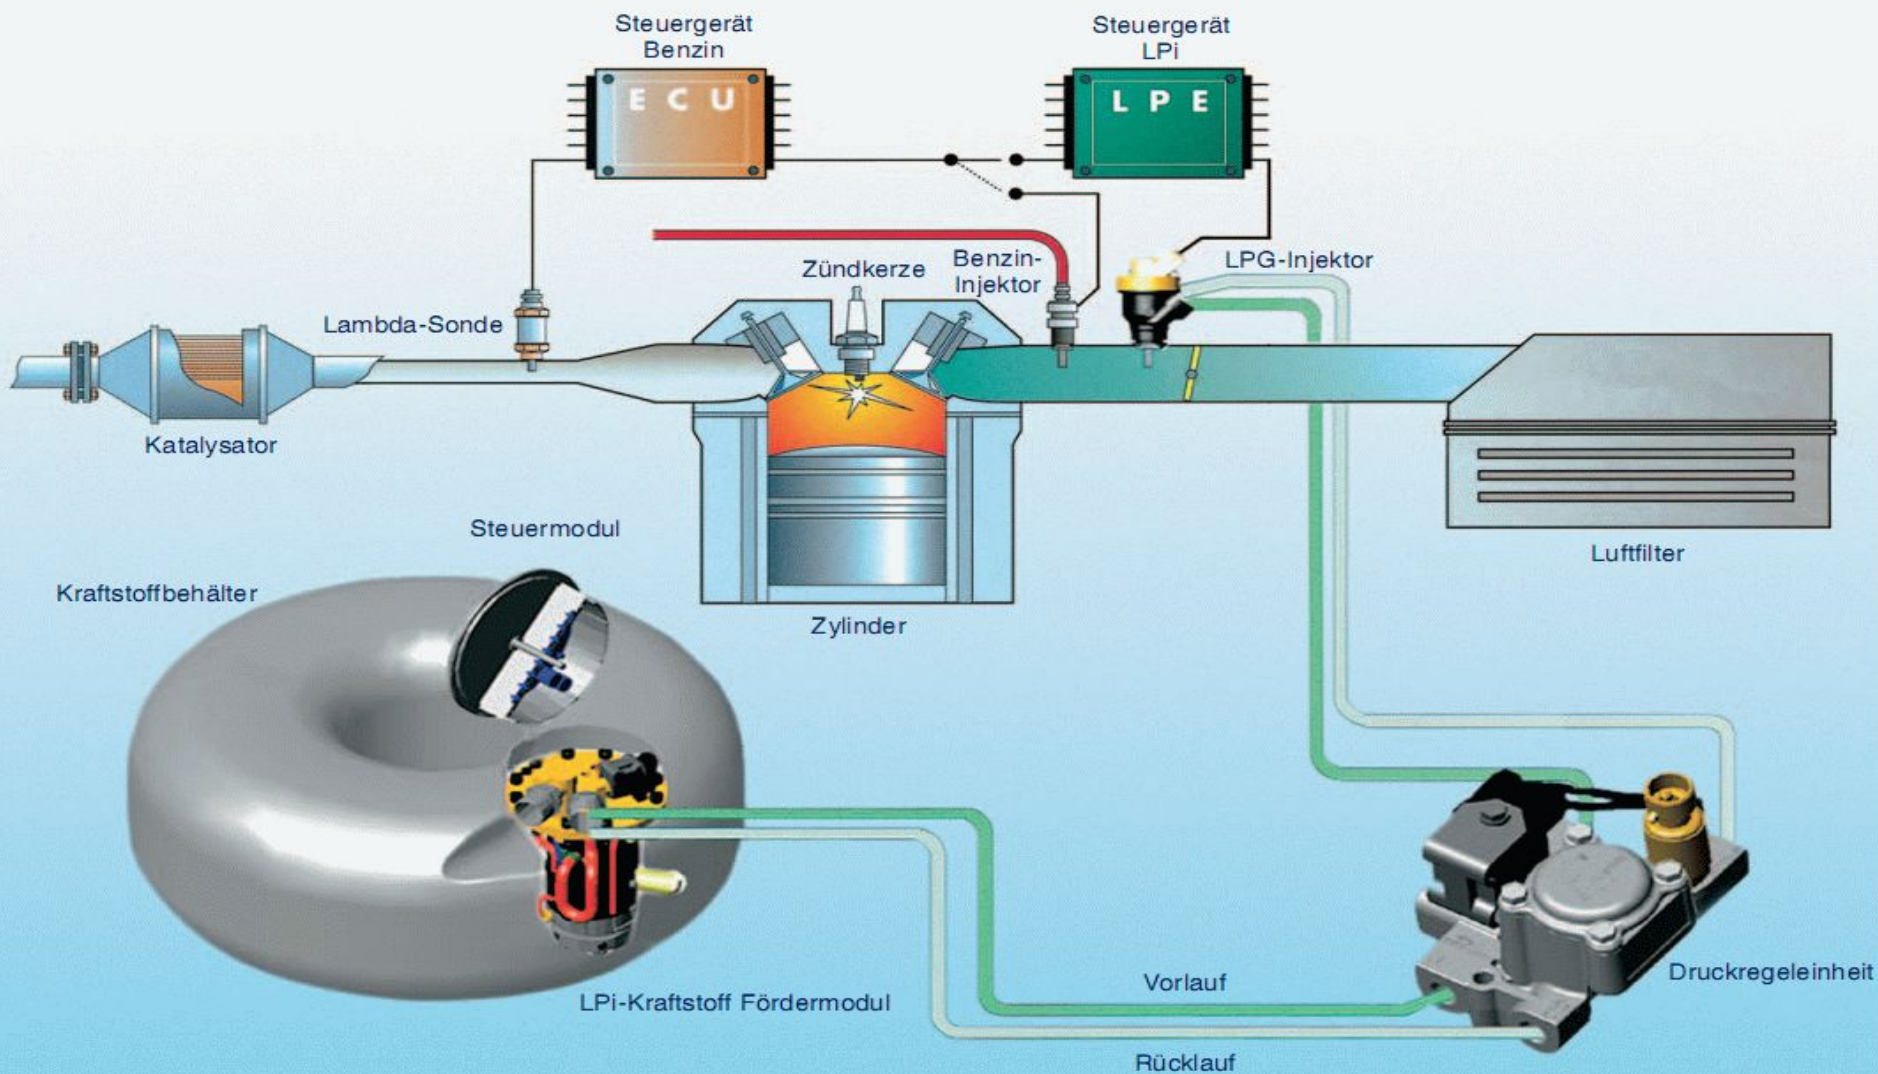 Steuergerät
Benzin
Steuergerät
LPi
ECU
LPE
Zündkerze
Benzin-
Injektor
LPG-Injektor
Lambda-Sonde
Katalysator
Steuermodul
Luftfilter
Kraftstoffbehälter
Zylinder
Druckregeleinheit
Vorlauf
LPi-Kraftstoff Fördermodul
Rücklauf